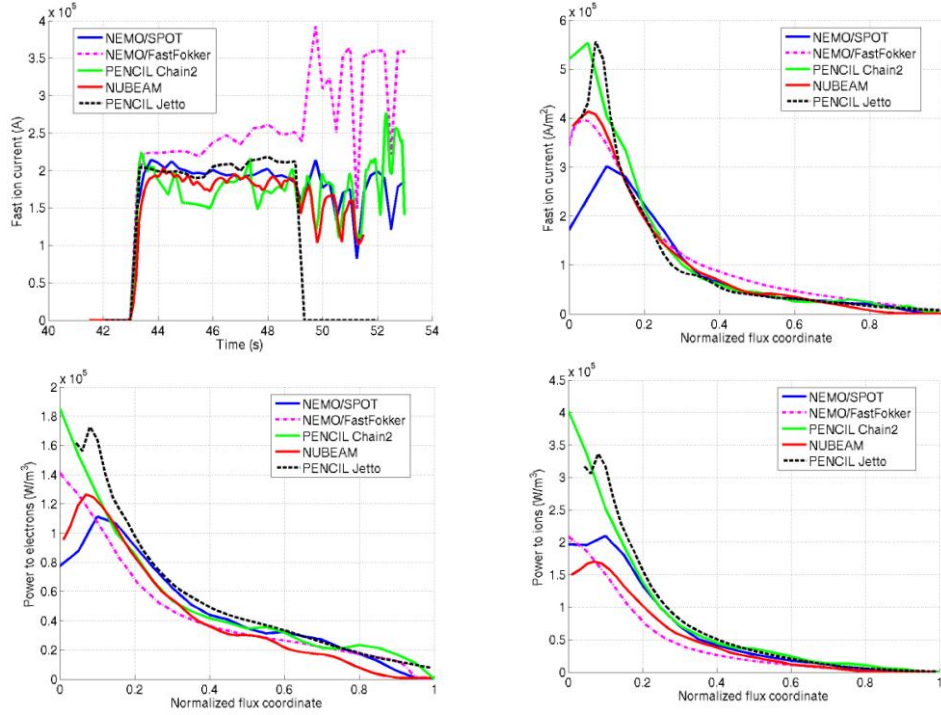 x 10^5
4
3.5
3
2.5
2
1.5
1
0.5
0
Fast ion current (A)
NEMO/SPOT
NEMO/FastFokker
PENCIL Chain2
NUBEAM
PENCIL Jetto
40 42 44 46 48 50 52 54
Time (s)
x 10^5
6
5
4
3
2
1
0
Fast ion current (A/m^2)
NEMO/SPOT
NEMO/FastFokker
PENCIL Chain2
NUBEAM
PENCIL Jetto
0 0.2 0.4 0.6 0.8
Normalized flux coordinate
x 10^5
2
1.8
1.6
1.4
1.2
1
0.8
0.6
0.4
0.2
0
Power to electrons (W/m^3)
NEMO/SPOT
NEMO/FastFokker
PENCIL Chain2
NUBEAM
PENCIL Jetto
0 0.2 0.4 0.6 0.8 1
Normalized flux coordinate
x 10^5
4.5
4
3.5
3
2.5
2
1.5
1
0.5
0
Power to ions (W/m^3)
NEMO/SPOT
NEMO/FastFokker
PENCIL Chain2
NUBEAM
PENCIL Jetto
0 0.2 0.4 0.6 0.8 1
Normalized flux coordinate